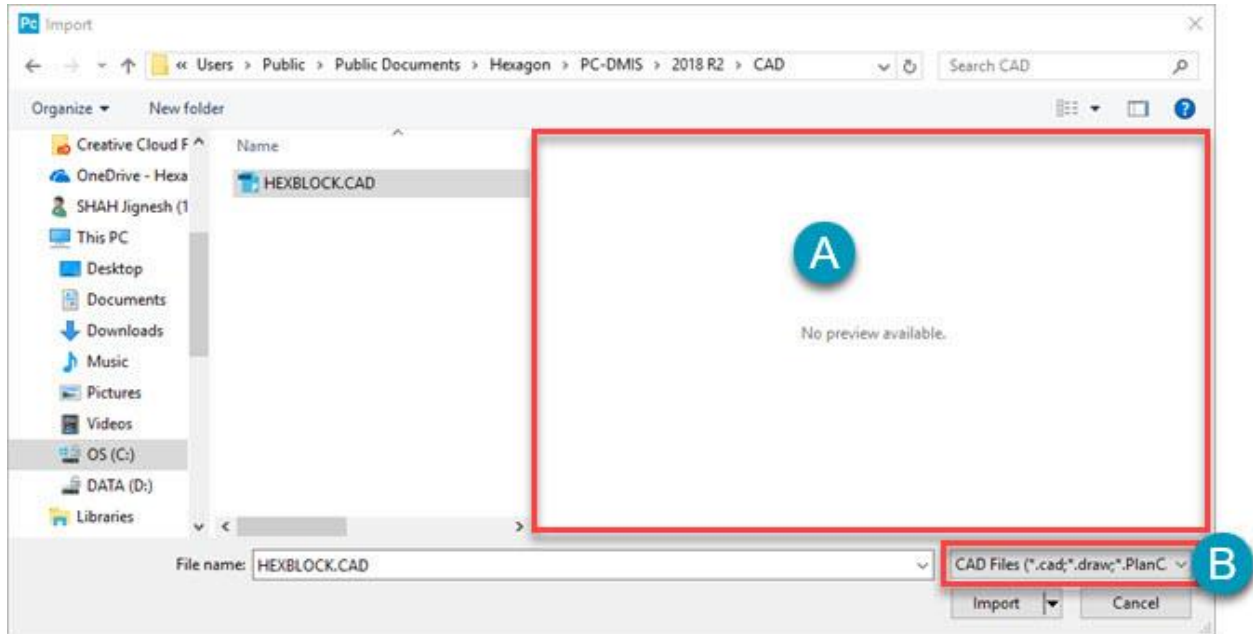 Pc Import
« Users › Public › Public Documents › Hexagon › PC-DMIS › 2018 R2 › CAD
Search CAD
Organize
New folder
?
Creative Cloud F
OneDrive - Hexa
SHAH Jignesh (1
This PC
Desktop
Documents
Downloads
Music
Pictures
Videos
OS (C:)
DATA (D:)
Libraries
Name
HEXBLOCK.CAD
A
No preview available.
File name: HEXBLOCK.CAD
CAD Files (*.cad;*.draw;*.PlanC
B
Import
Cancel